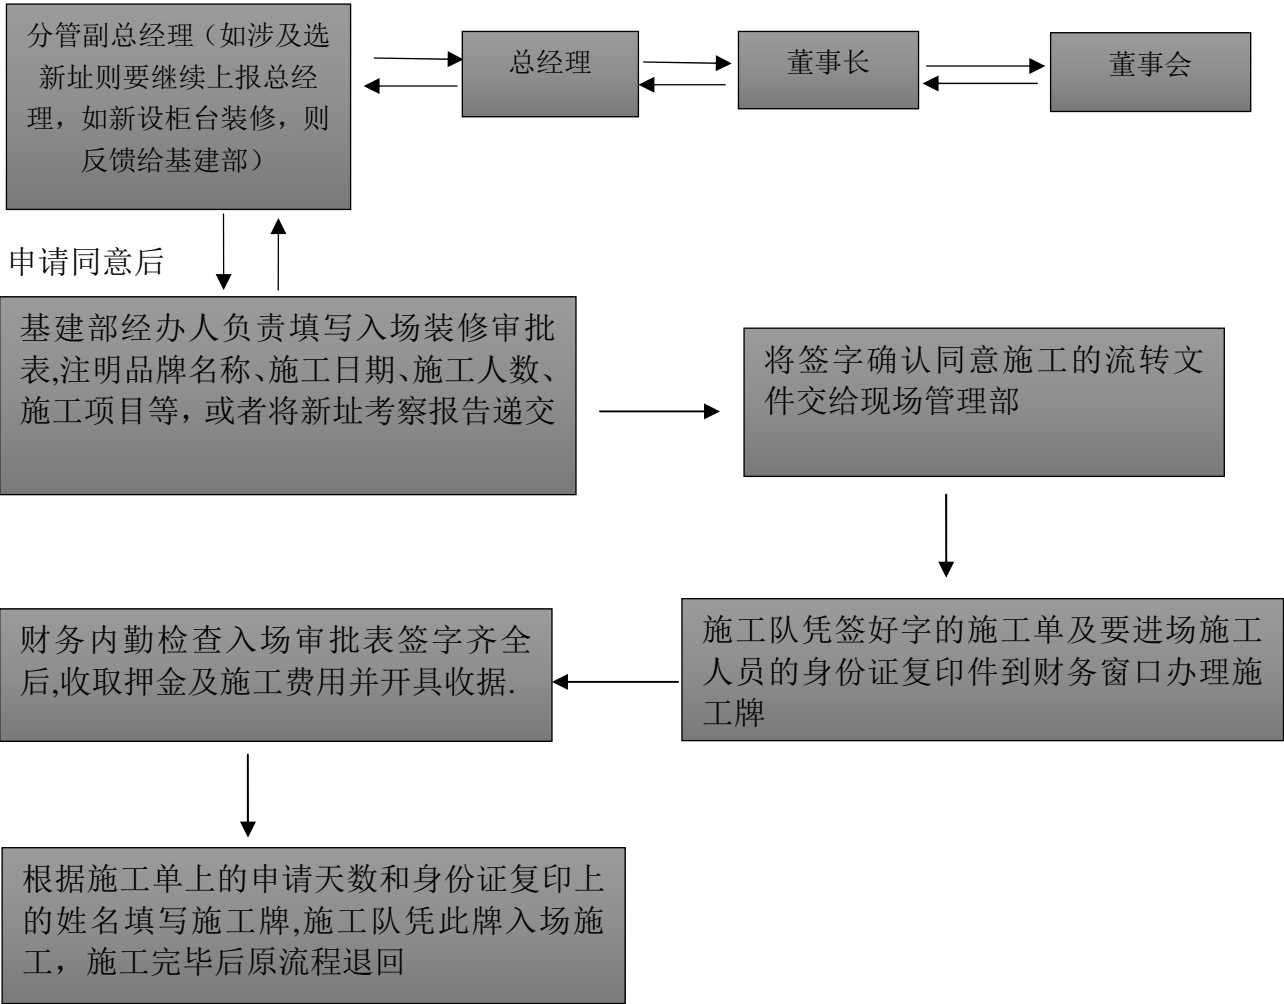 分管副总经理（如涉及选
新址则要继续上报总经
理，如新设柜台装修，则
反馈给基建部）
总经理
董事长
董事会
申请同意后
基建部经办人负责填写入场装修审批
表,注明品牌名称、施工日期、施工人数、
施工项目等，或者将新址考察报告递交
将签字确认同意施工的流转文
件交给现场管理部
施工队凭签好字的施工单及要进场施工
人员的身份证复印件到财务窗口办理施
工牌
财务内勤检查入场审批表签字齐全
后,收取押金及施工费用并开具收据.
根据施工单上的申请天数和身份证复印上
的姓名填写施工牌,施工队凭此牌入场施
工，施工完毕后原流程退回